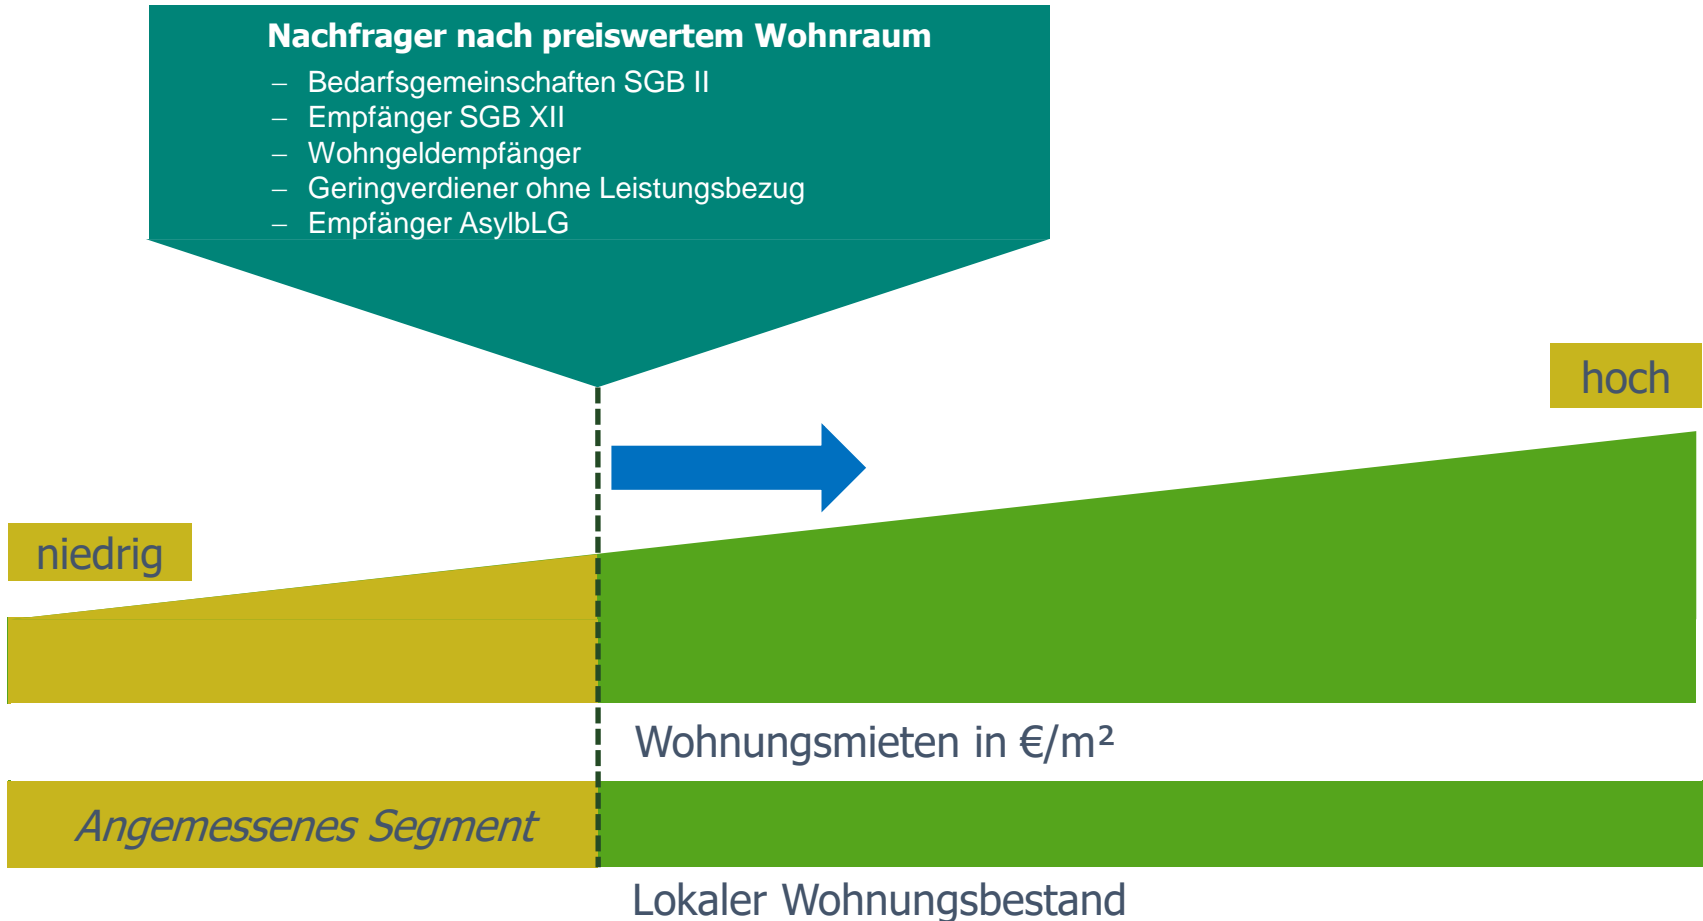 Nachfrager nach preiswertem Wohnraum
– Bedarfsgemeinschaften SGB II
– Empfänger SGB XII
– Wohngeldempfänger
– Geringverdiener ohne Leistungsbezug
– Empfänger AsylbLG
hoch
niedrig
Wohnungsmieten in €/m²
Angemessenes Segment
Lokaler Wohnungsbestand